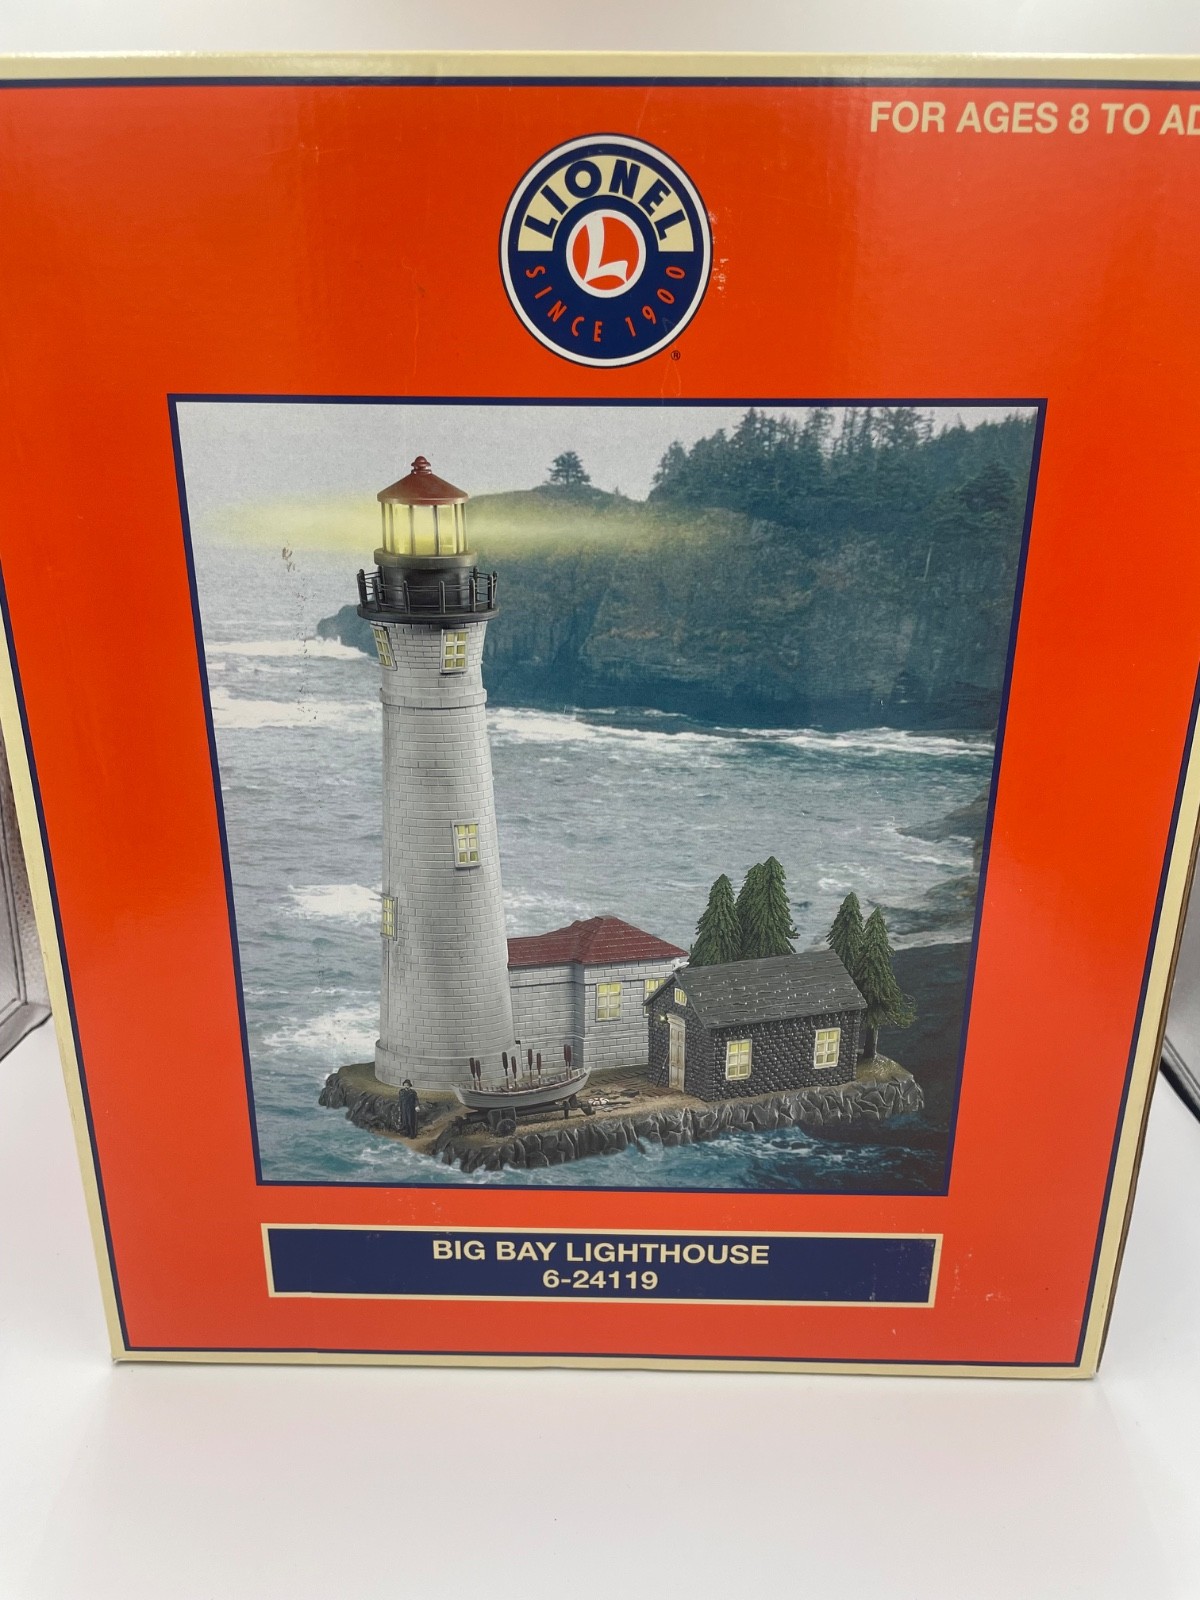 FOR AGES 8 TO AD
LIONEL
L
SINCE 1900
®
BIG BAY LIGHTHOUSE
6-24119